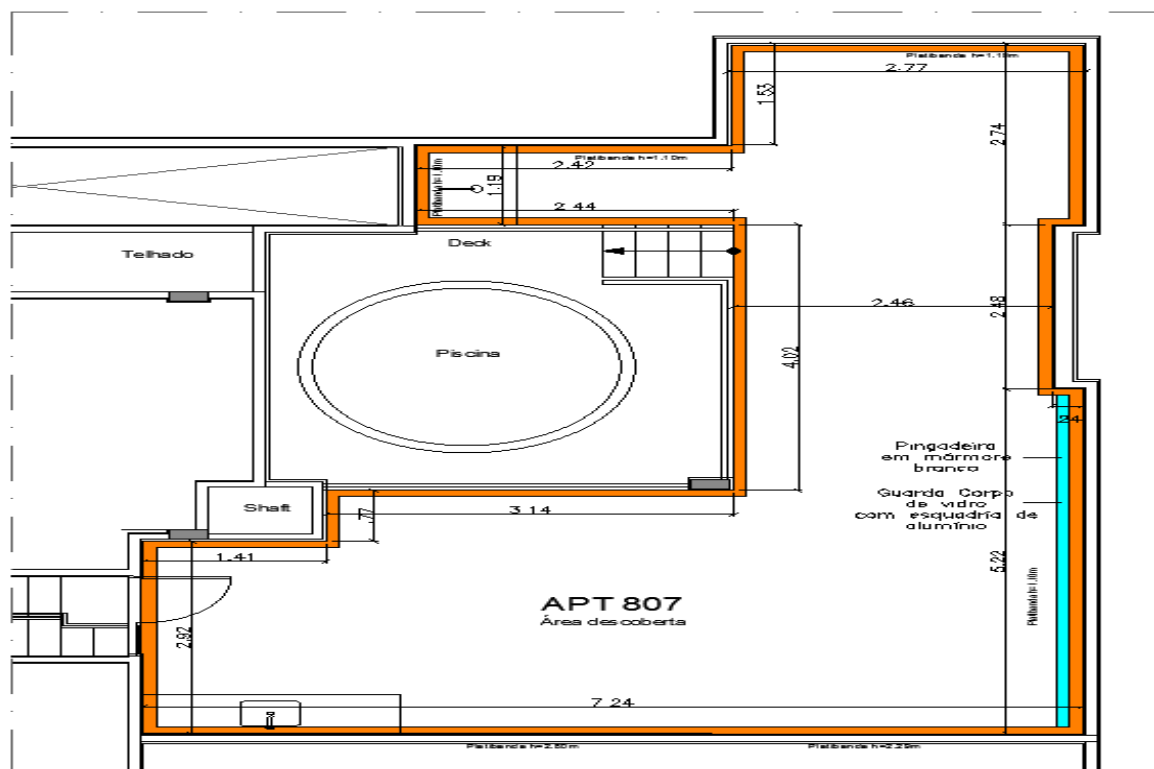 Platibanda h=1.10m
2.77
1.53
2.74
Platibanda h=1.10m
2.42
1.19
2.44
Deck
Telhado
2.46
2.48
Piscina
4.02
24
Pingadeira
em mármore
branco
Guarda Corpo
de vidro
com esquadria de
alumínio
Shaft
3.14
.77
1.41
5.22
APT 807
Área descoberta
2.92
7.24
Platibanda h=2.80m
Platibanda h=2.29m